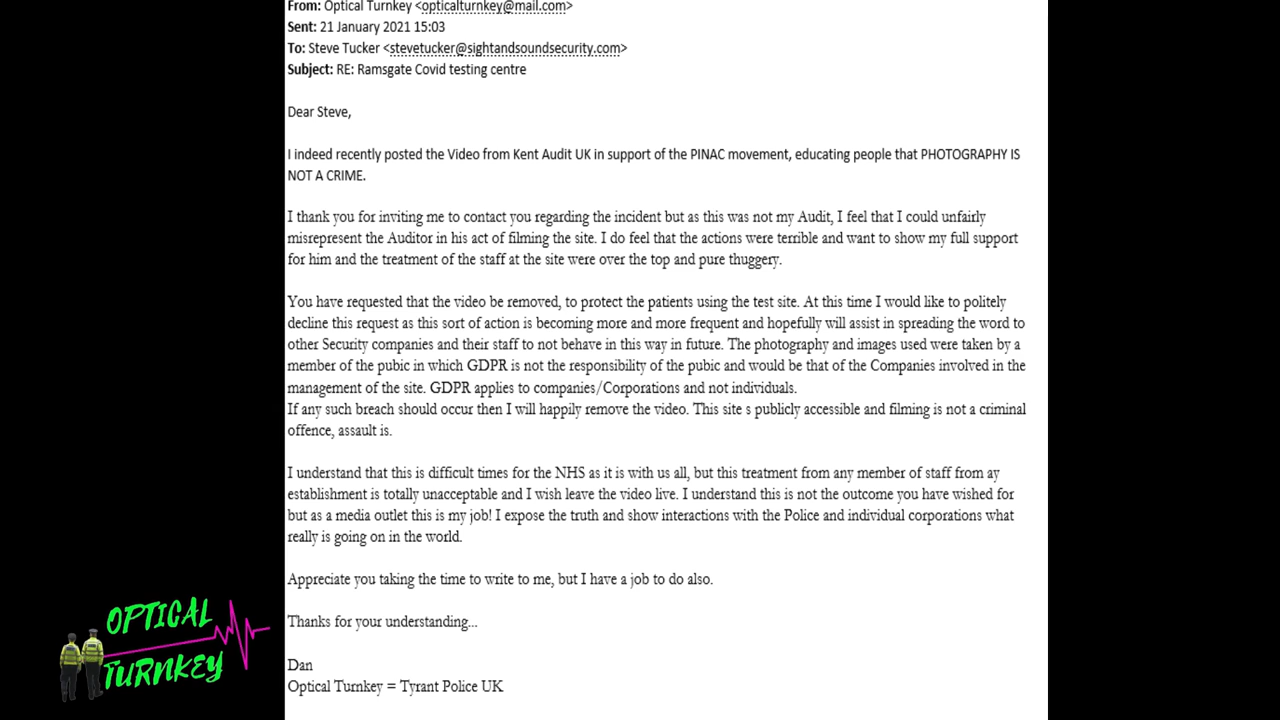 From: Optical Turnkey <opticalturnkey@mail.com>
Sent: 21 January 2021 15:03
To: Steve Tucker <stevetucker@sightandsoundsecurity.com>
Subject: RE: Ramsgate Covid testing centre
Dear Steve,
I indeed recently posted the Video from Kent Audit UK in support of the PINAC movement, educating people that PHOTOGRAPHY IS
NOT A CRIME.
I thank you for inviting me to contact you regarding the incident but as this was not my Audit, I feel that I could unfairly
misrepresent the Auditor in his act of filming the site. I do feel that the actions were terrible and want to show my full support
for him and the treatment of the staff at the site were over the top and pure thuggery.
You have requested that the video be removed, to protect the patients using the test site. At this time I would like to politely
decline this request as this sort of action is becoming more and more frequent and hopefully will assist in spreading the word to
other Security companies and their staff to not behave in this way in future. The photography and images used were taken by a
member of the pubic in which GDPR is not the responsibility of the pubic and would be that of the Companies involved in the
management of the site. GDPR applies to companies/Corporations and not individuals.
If any such breach should occur then I will happily remove the video. This site s publicly accessible and filming is not a criminal
offence, assault is.
I understand that this is difficult times for the NHS as it is with us all, but this treatment from any member of staff from ay
establishment is totally unacceptable and I wish leave the video live. I understand this is not the outcome you have wished for
but as a media outlet this is my job! I expose the truth and show interactions with the Police and individual corporations what
really is going on in the world.
Appreciate you taking the time to write to me, but I have a job to do also.
Thanks for your understanding...
Dan
Optical Turnkey = Tyrant Police UK
OPTICAL
TURNKEY